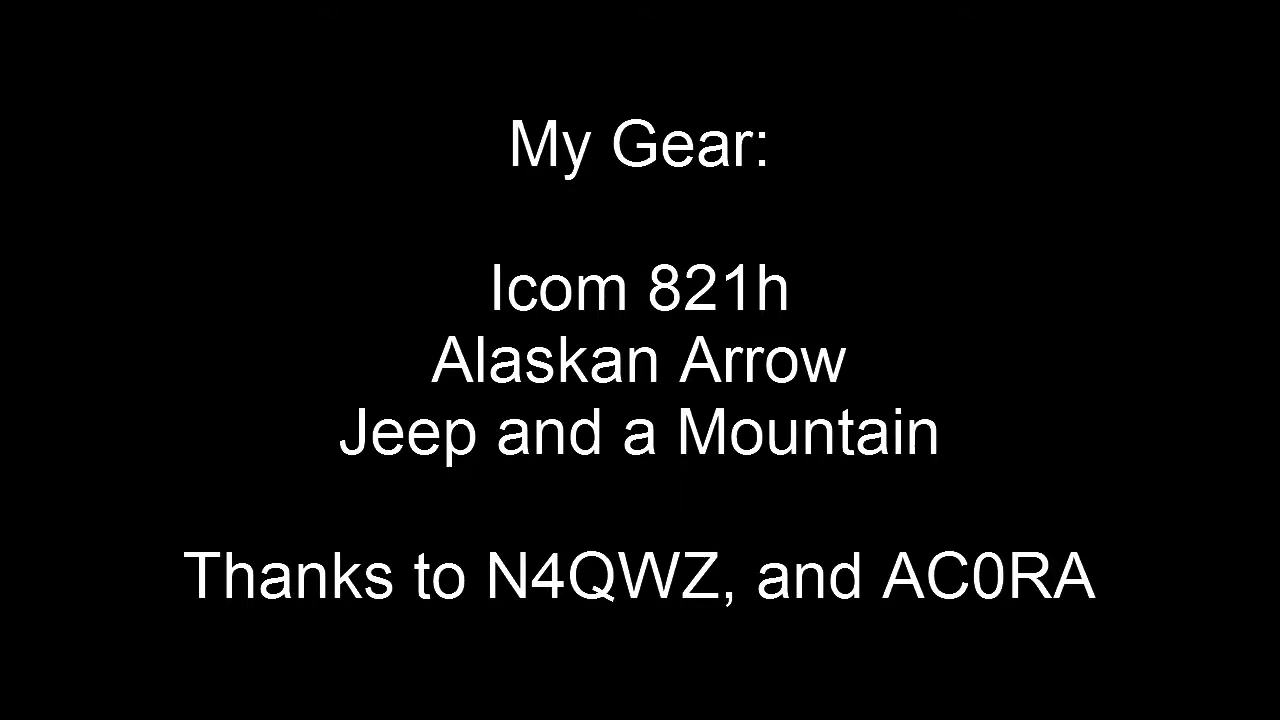 My Gear:
Icom 821h
Alaskan Arrow
Jeep and a Mountain
Thanks to N4QWZ, and AC0RA